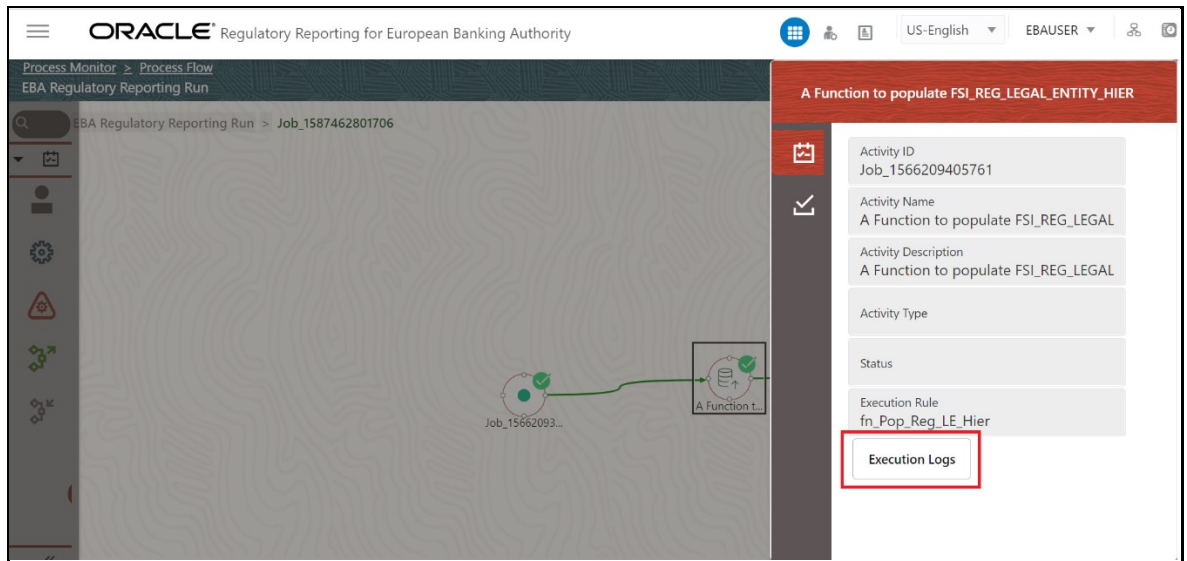 ORACLE® Regulatory Reporting for European Banking Authority
US-English
EBAUSER
Process Monitor > Process Flow
EBA Regulatory Reporting Run
EBA Regulatory Reporting Run > Job_1587462801706
Job_15662093...
A Function t...
A Function to populate FSI_REG_LEGAL_ENTITY_HIER
Activity ID
Job_1566209405761
Activity Name
A Function to populate FSI_REG_LEGAL
Activity Description
A Function to populate FSI_REG_LEGAL
Activity Type
Status
Execution Rule
fn_Pop_Reg_LE_Hier
Execution Logs